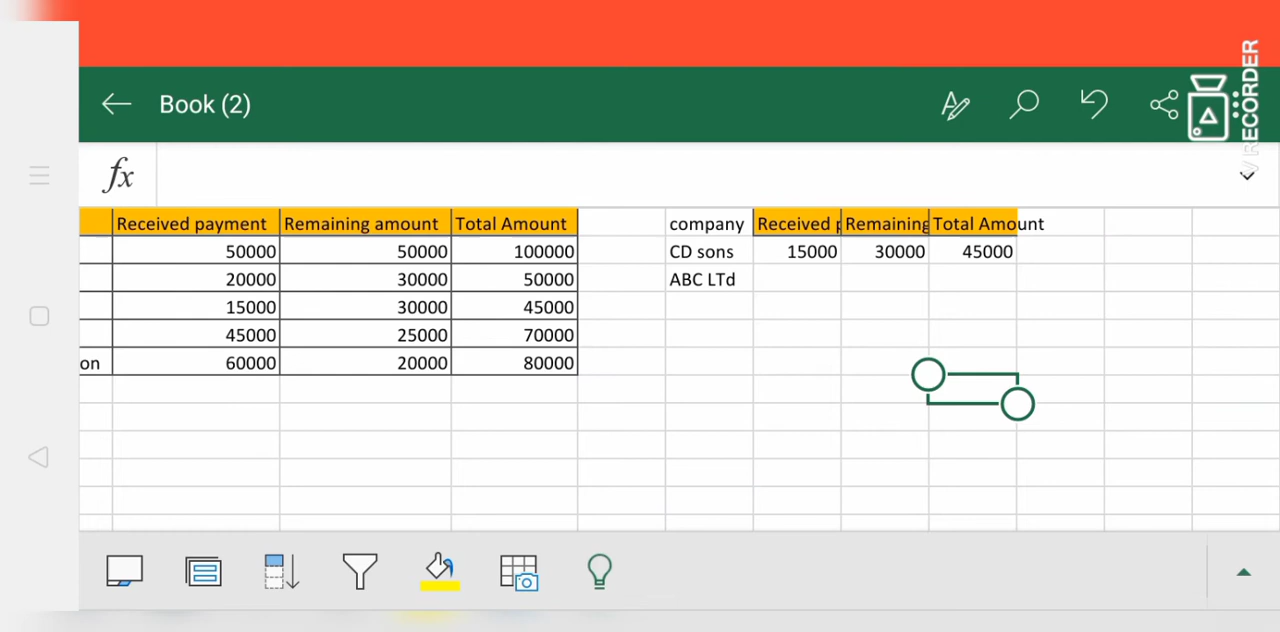 Book (2)
RECORDER
fx
Received payment Remaining amount Total Amount company Received Remaining Total Amount
50000 50000 100000 CD sons 15000 30000 45000
20000 30000 50000 ABC LTd
15000 30000 45000
45000 25000 70000
on 60000 20000 80000